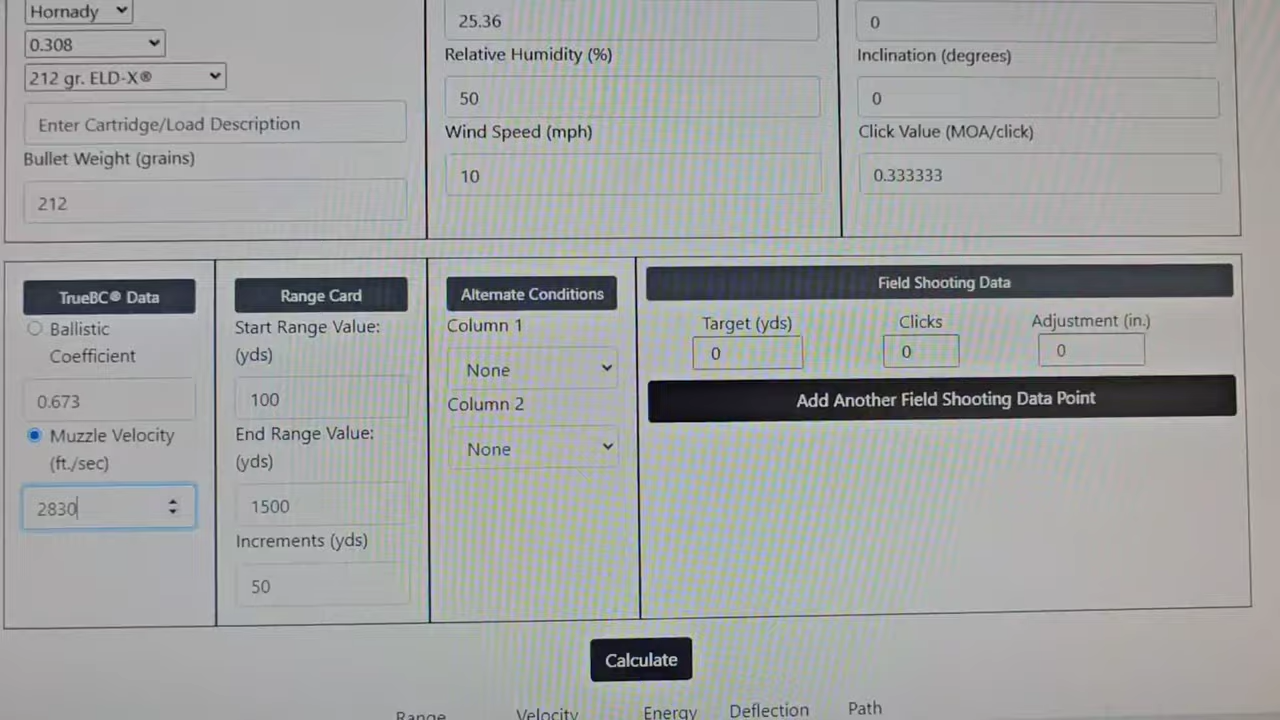 Hornady
0.308
212 gr. ELD-X®
Enter Cartridge/Load Description
Bullet Weight (grains)
212
25.36
Relative Humidity (%)
50
Wind Speed (mph)
10
0
Inclination (degrees)
0
Click Value (MOA/click)
0.333333
TrueBC® Data
Ballistic
Coefficient
0.673
Muzzle Velocity
(ft./sec)
2830
Range Card
Start Range Value:
(yds)
100
End Range Value:
(yds)
1500
Increments (yds)
50
Alternate Conditions
Column 1
None
Column 2
None
Field Shooting Data
Target (yds) Clicks Adjustment (in.)
0 0 0
Add Another Field Shooting Data Point
Calculate
Range Velocity Energy Deflection Path